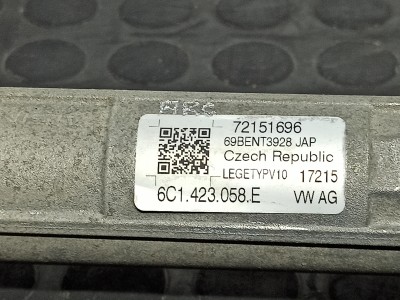 72151696
69BENT3928 JAP
Czech Republic
LEGETYPV10 17215
6C1.423.058.E VW AG